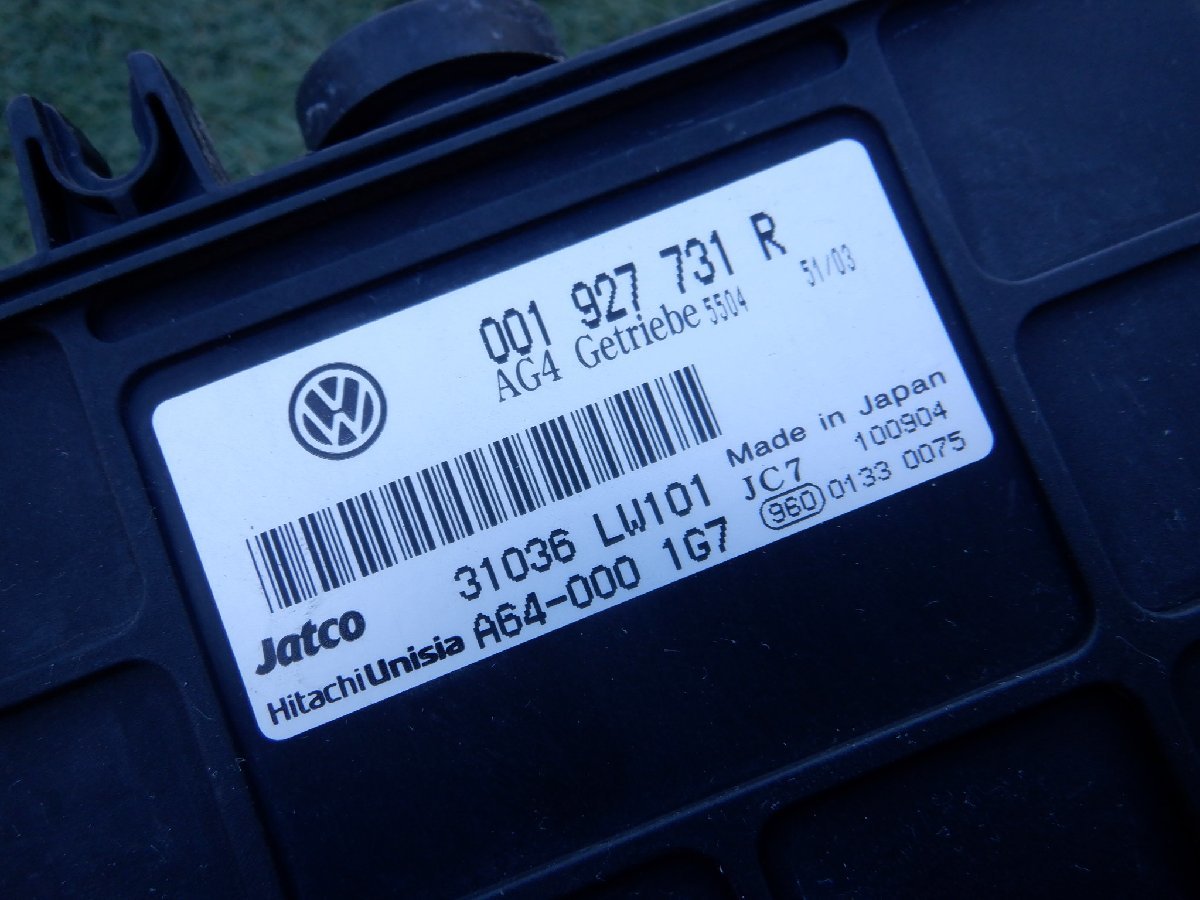 VW
001 927 731 R
AG4 Getriebe 5504 51/03
Made in Japan
31036 LW101 JC7 100904
Jatco
960 0133 0075
HitachiUnisia A64-000 1G7